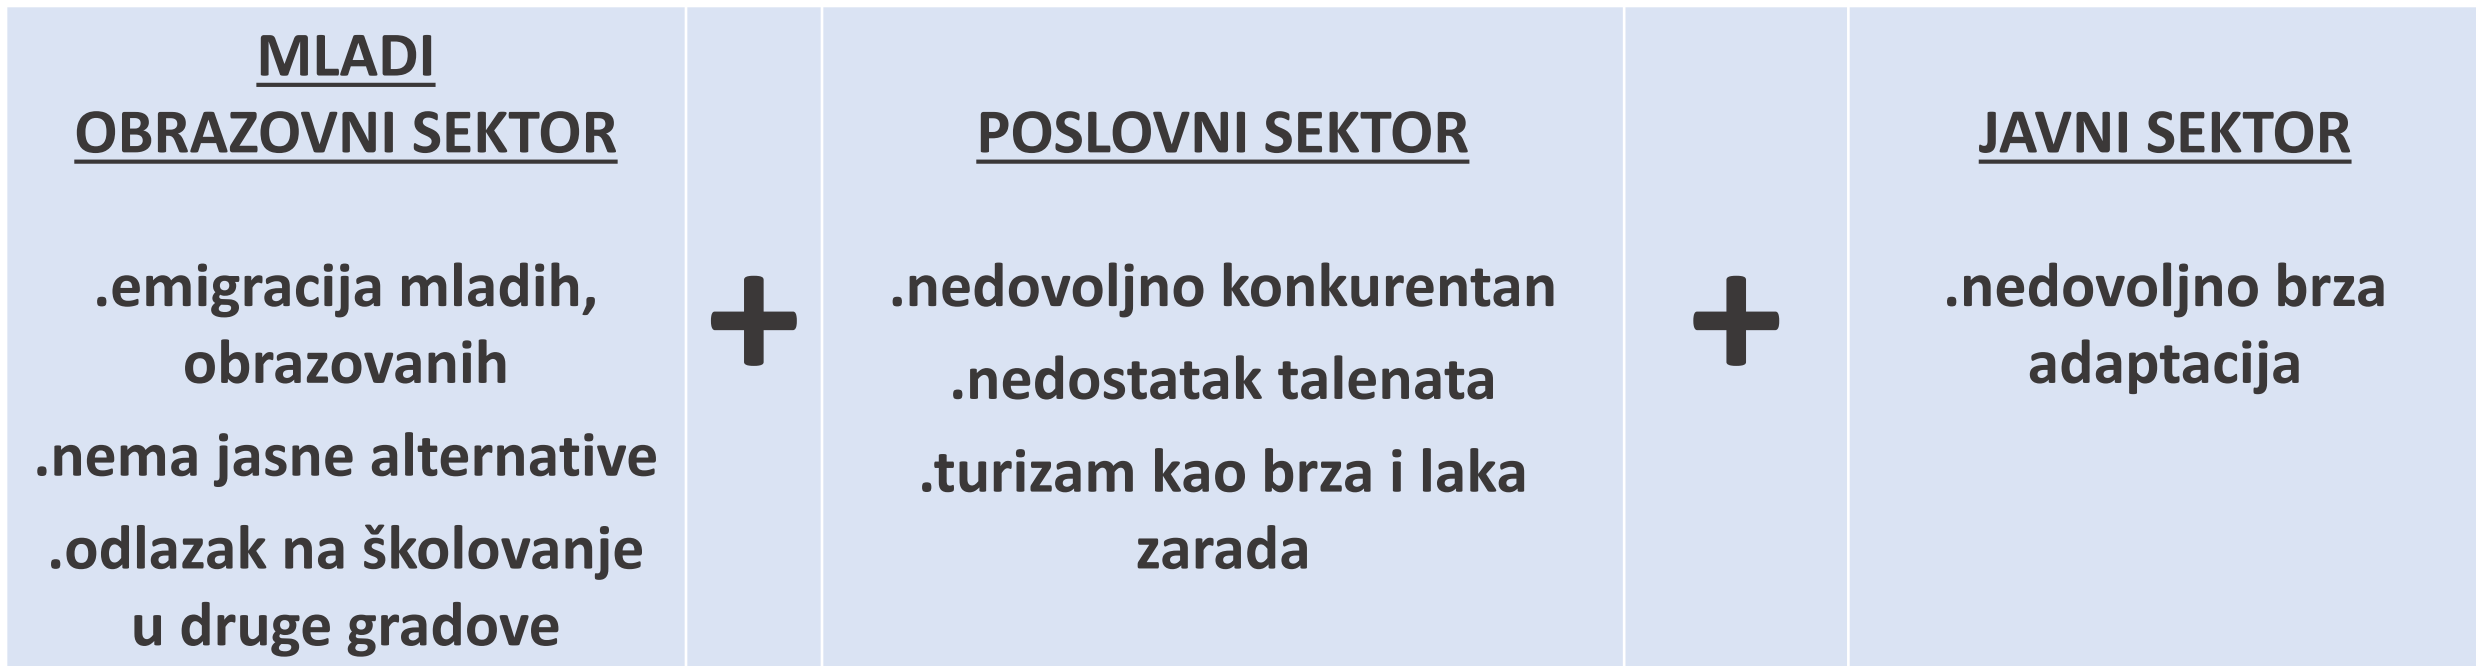 MLADI
OBRAZOVNI SEKTOR
.emigracija mladih,
obrazovanih
.nema jasne alternative
.odlazak na školovanje
u druge gradove
+
POSLOVNI SEKTOR
.nedovoljno konkurentan
.nedostatak talenata
.turizam kao brza i laka
zarada
+
JAVNI SEKTOR
.nedovoljno brza
adaptacija